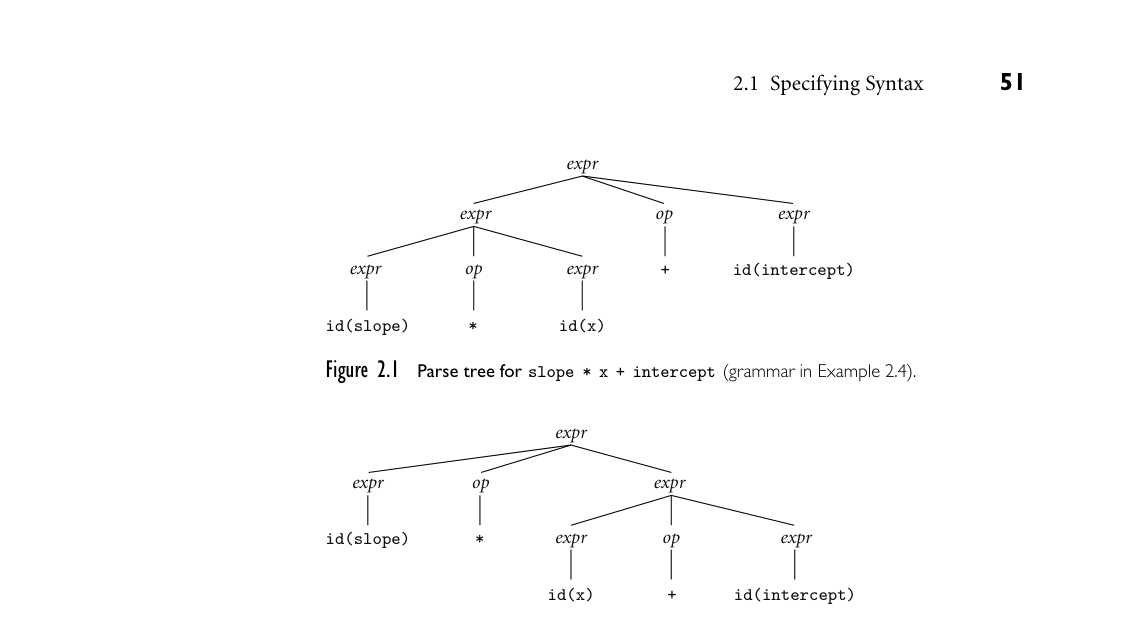 2.1 Specifying Syntax 51
expr
expr op expr
expr op expr + id(intercept)
id(slope) * id(x)
Figure 2.1 Parse tree for slope * x + intercept (grammar in Example 2.4).
expr
expr op expr
id(slope) * expr op expr
id(x) + id(intercept)